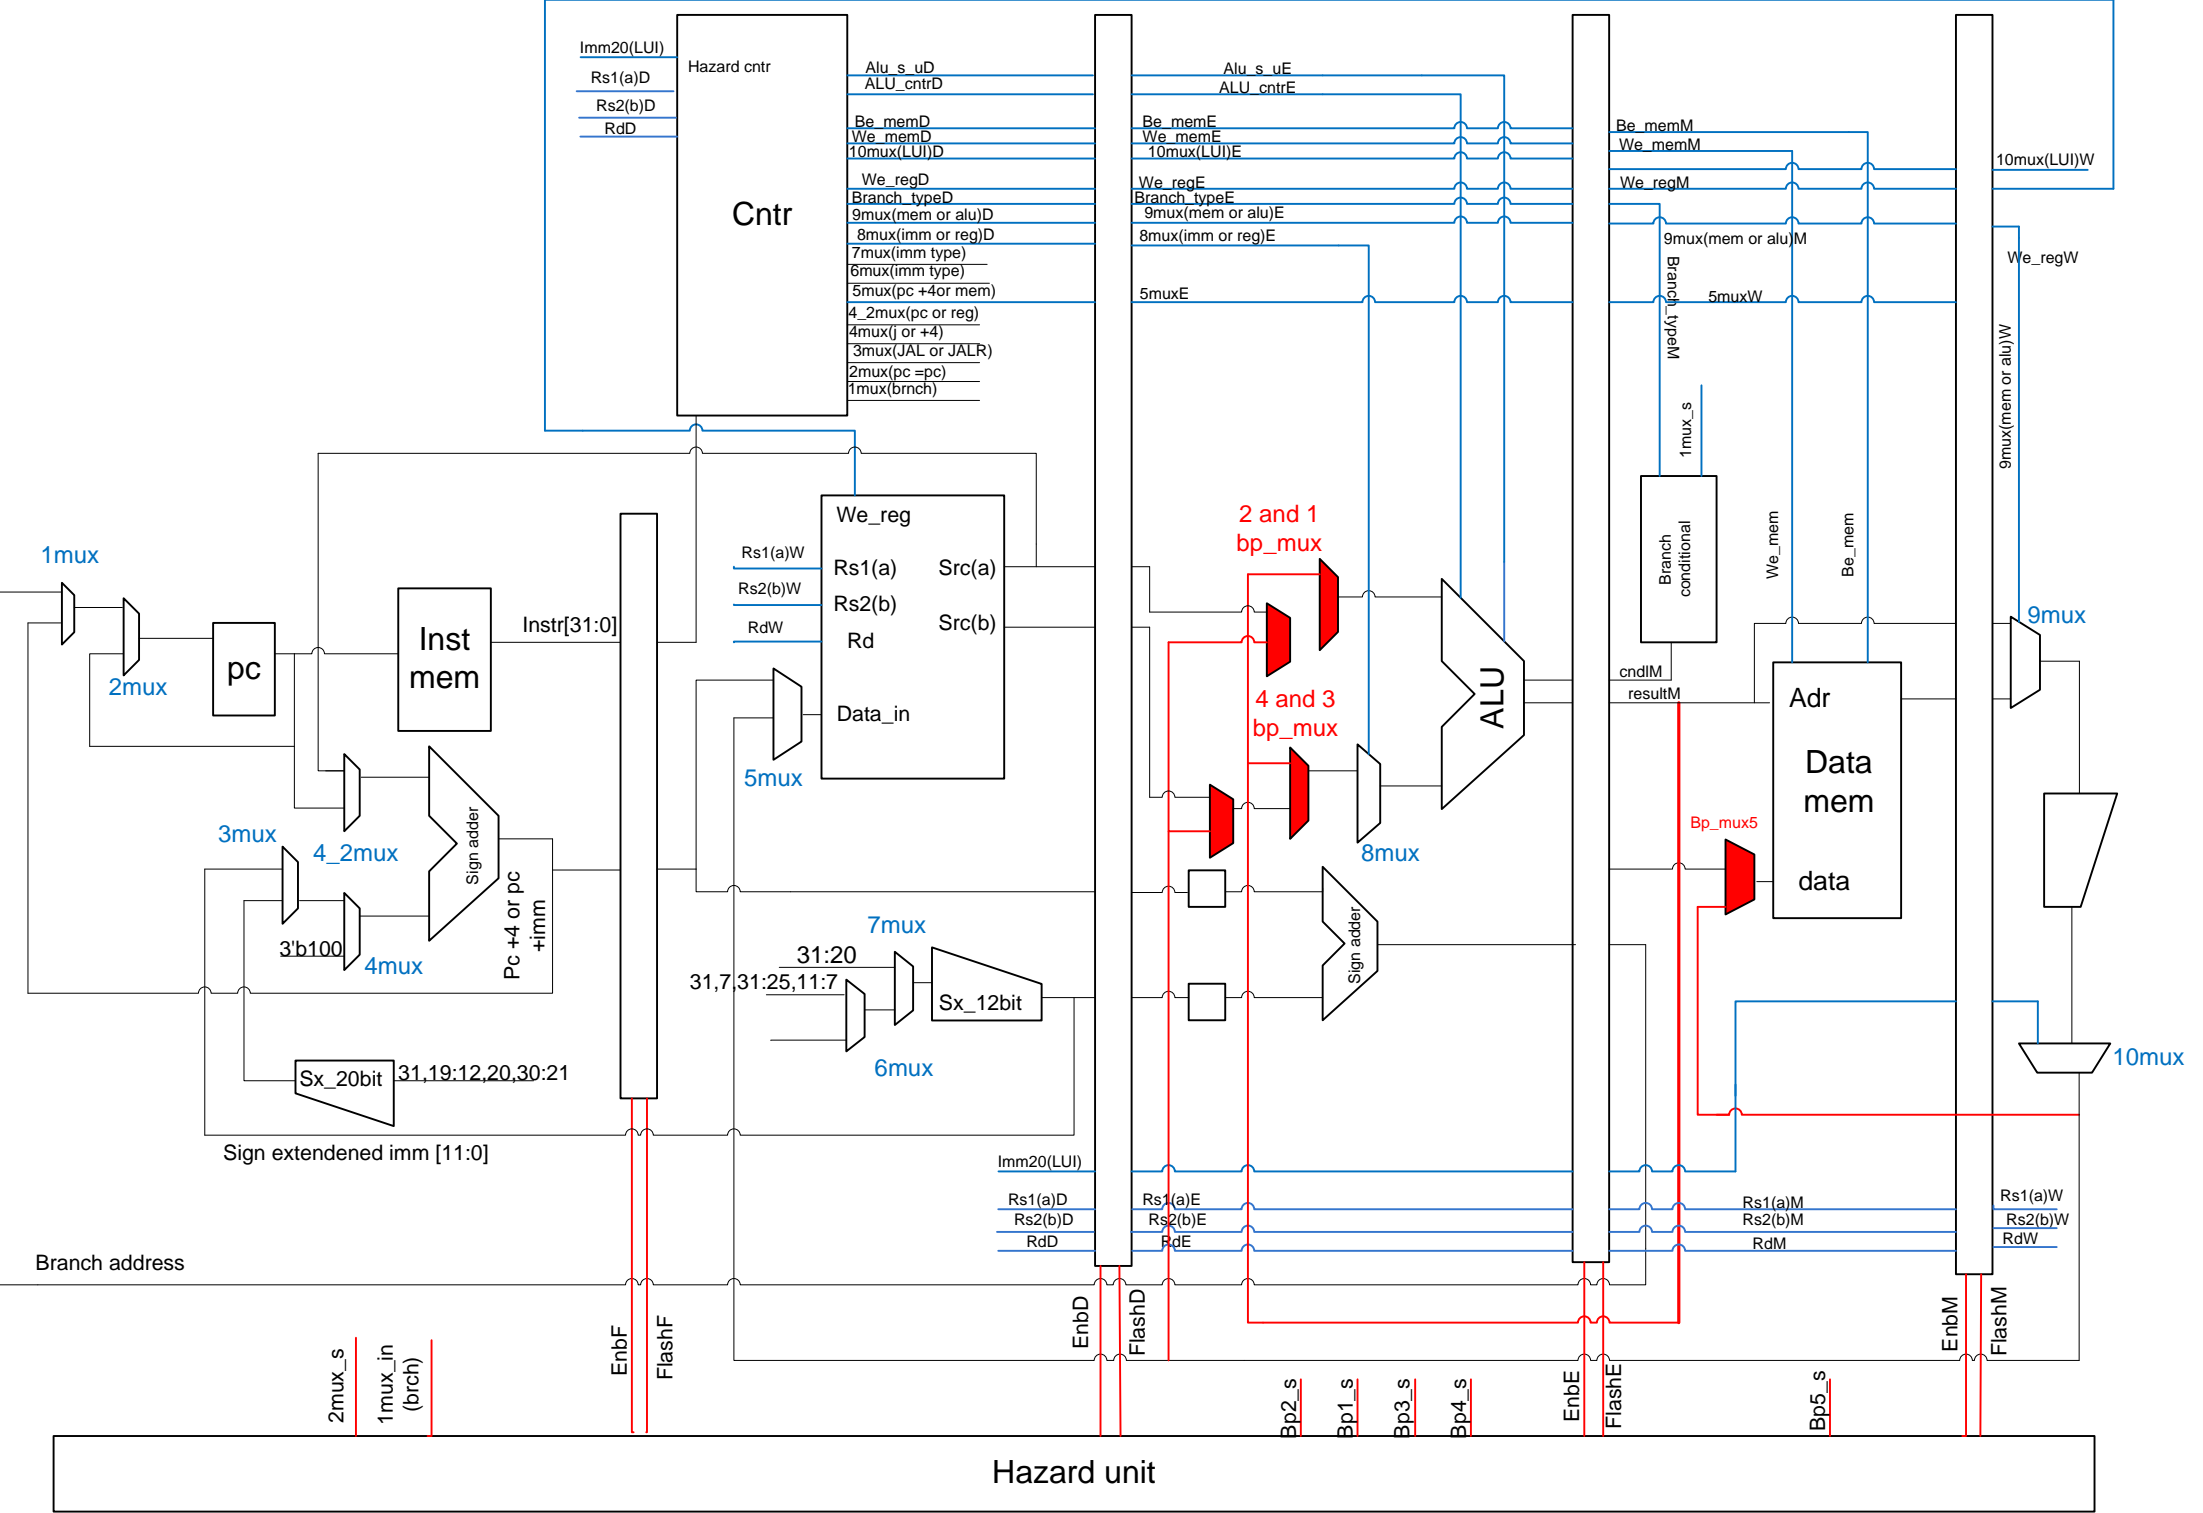 Imm20(LUI)
Rs1(a)D
Rs2(b)D
RdD
Hazard cntr
Cntr
Alu_s_uD
ALU_cntrD
Be_memD
We_memD
10mux(LUI)D
We_regD
Branch_typeD
9mux(mem or alu)D
8mux(imm or reg)D
7mux(imm type)
6mux(imm type)
5mux(pc +4or mem)
4_2mux(pc or reg)
4mux(j or +4)
3mux(JAL or JALR)
2mux(pc =pc)
1mux(brnch)
Alu_s_uE
ALU_cntrE
Be_memE
We_memE
10mux(LUI)E
We_regE
Branch_typeE
9mux(mem or alu)E
8mux(imm or reg)E
5muxE
Be_memM
We_memM
We_regM
9mux(mem or alu)M
Branch_typeM
5muxW
1mux_s
10mux(LUI)W
We_regW
9mux(mem or alu)W
1mux
2mux
pc
Inst
mem
Instr[31:0]
We_reg
Rs1(a)W
Rs2(b)W
RdW
Rs1(a)
Rs2(b)
Rd
Data_in
Src(a)
Src(b)
5mux
2 and 1
bp_mux
4 and 3
bp_mux
8mux
ALU
Branch
conditional
cndlM
resultM
We_mem
Be_mem
Adr
Data
mem
data
Bp_mux5
9mux
10mux
3mux
4_2mux
3'b100
4mux
Sign adder
Pc +4 or pc
+imm
7mux
31:20
31,7,31:25,11:7
6mux
Sx_12bit
Sign adder
Sx_20bit
31,19:12,20,30:21
Sign extendened imm [11:0]
Imm20(LUI)
Rs1(a)D
Rs2(b)D
RdD
Rs1(a)E
Rs2(b)E
RdE
Rs1(a)M
Rs2(b)M
RdM
Rs1(a)W
Rs2(b)W
RdW
Branch address
2mux_s
1mux_in
(brch)
EnbF
FlashF
EnbD
FlashD
Bp2_s
Bp1_s
Bp3_s
Bp4_s
EnbE
FlashE
Bp5_s
EnbM
FlashM
Hazard unit